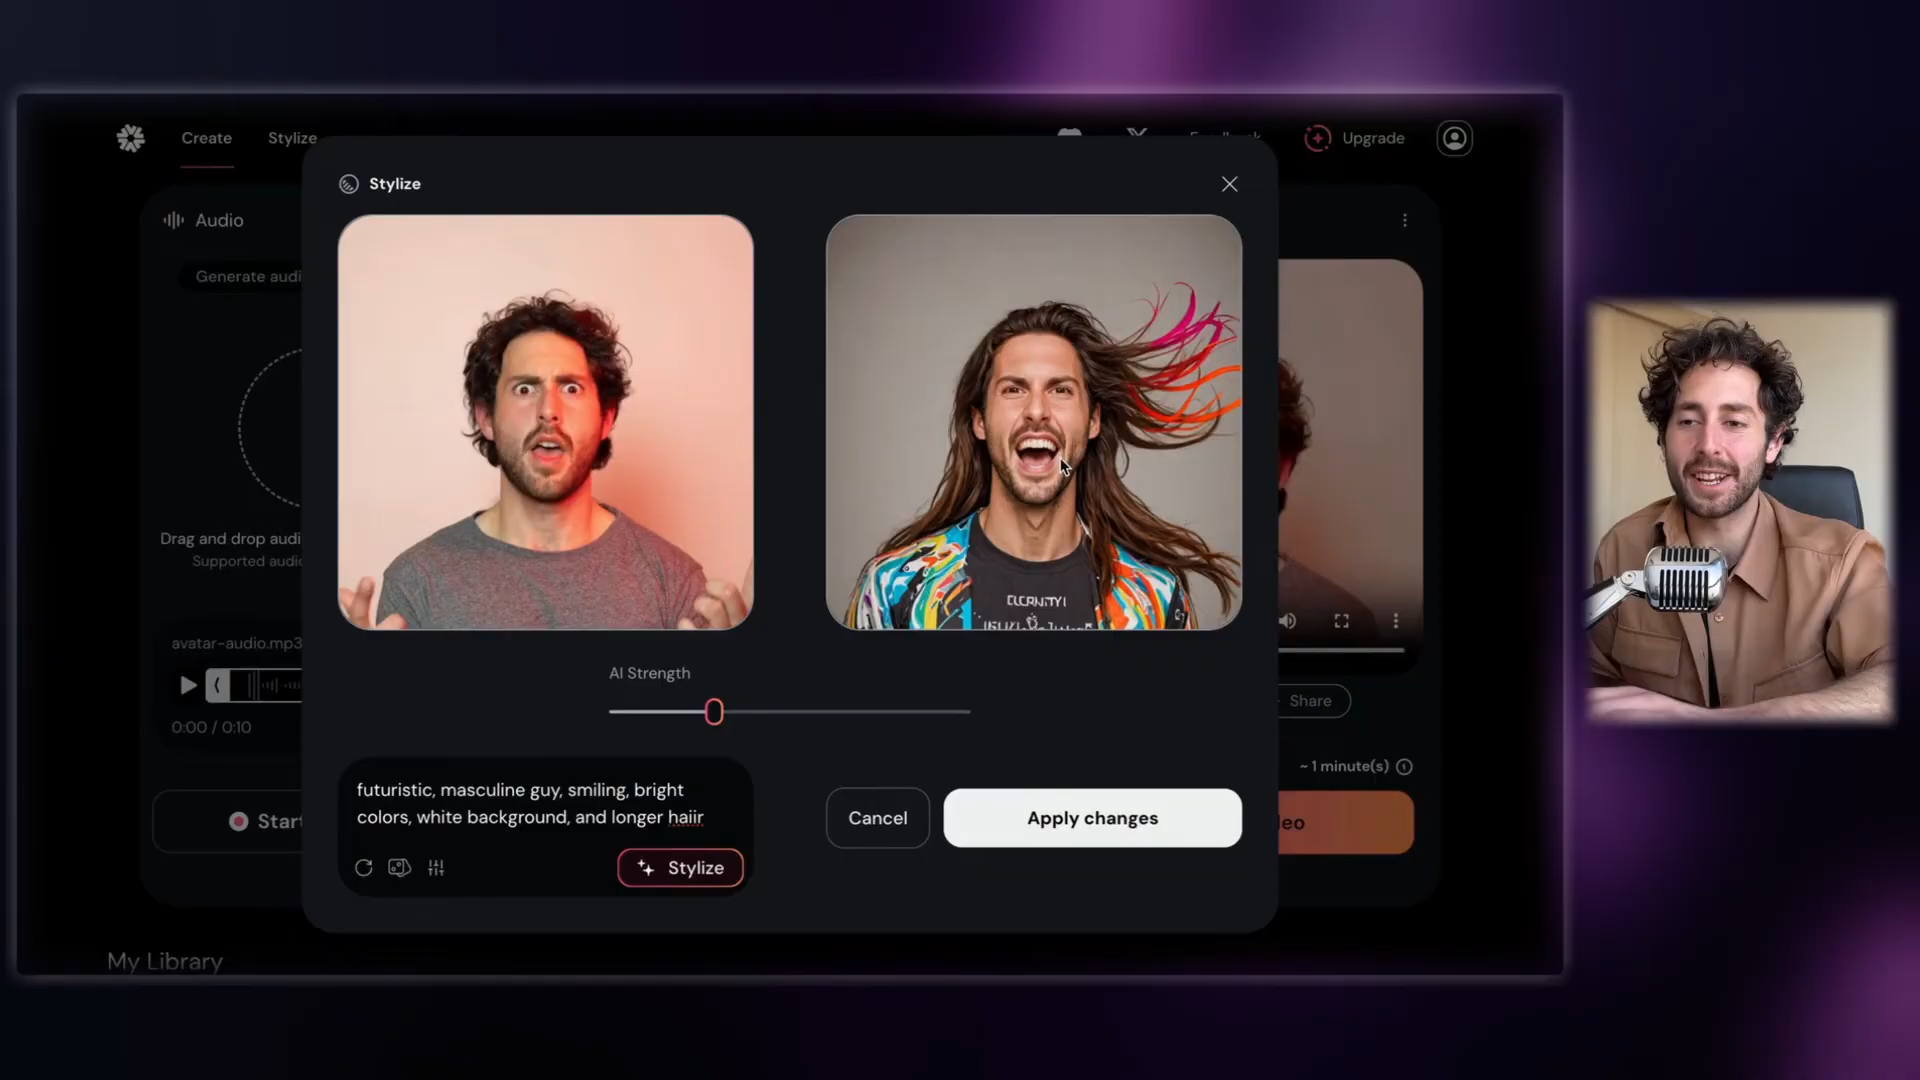 Create
Stylize
Upgrade
Stylize
Audio
Generate audi
Drag and drop audi
Supported audio
avatar-audio.mp3
0:00 / 0:10
Start
AI Strength
futuristic, masculine guy, smiling, bright
colors, white background, and longer haiir
Stylize
Cancel
Apply changes
Share
~ 1 minute(s)
eo
My Library